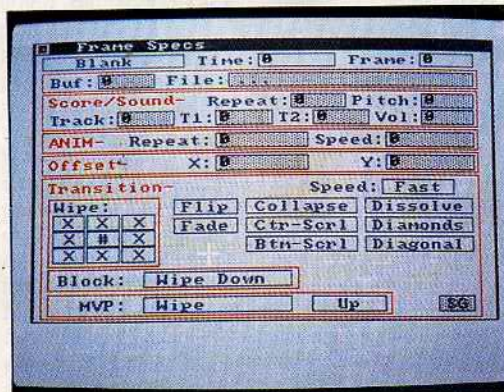 Frame Specs
Blank Time: 0 Frame: 0
Buf: 0 File: ...
Score/Sound- Repeat: 0 Pitch: 0
Track: 0 T1: 0 T2: 0 Vol: 0
ANIM- Repeat: 0 Speed: 0
Offset- X: 0 Y: 0
Transition- Speed: Fast
Wipe: Flip Collapse Dissolve
X X X Fade Ctr-Scrl Diamonds
X # X Btm-Scrl Diagonal
X X X
Block: Wipe Down
MVP: Wipe Up SG